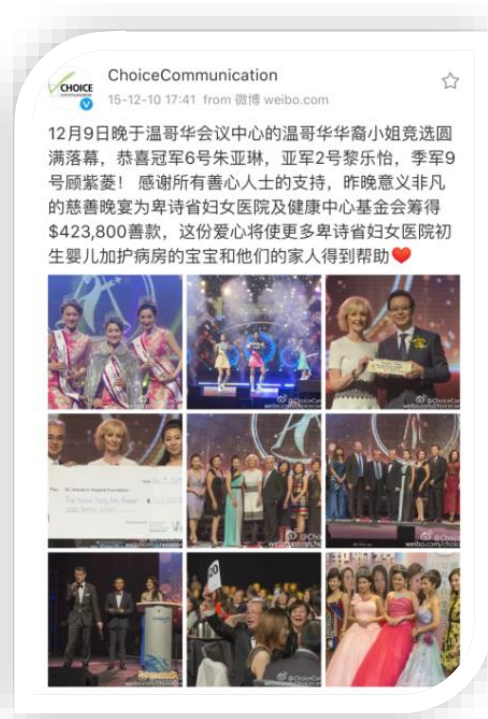 CHOICE
ChoiceCommunication
15-12-10 17:41 from 微博 weibo.com
12月9日晚于温哥华会议中心的温哥华华裔小姐竞选圆
满落幕，恭喜冠军6号朱亚琳，亚军2号黎乐怡，季军9
号顾紫菱！ 感谢所有善心人士的支持，昨晚意义非凡
的慈善晚宴为卑诗省妇女医院及健康中心基金会筹得
$423,800善款，这份爱心将使更多卑诗省妇女医院初
生婴儿加护病房的宝宝和他们的家人得到帮助❤️